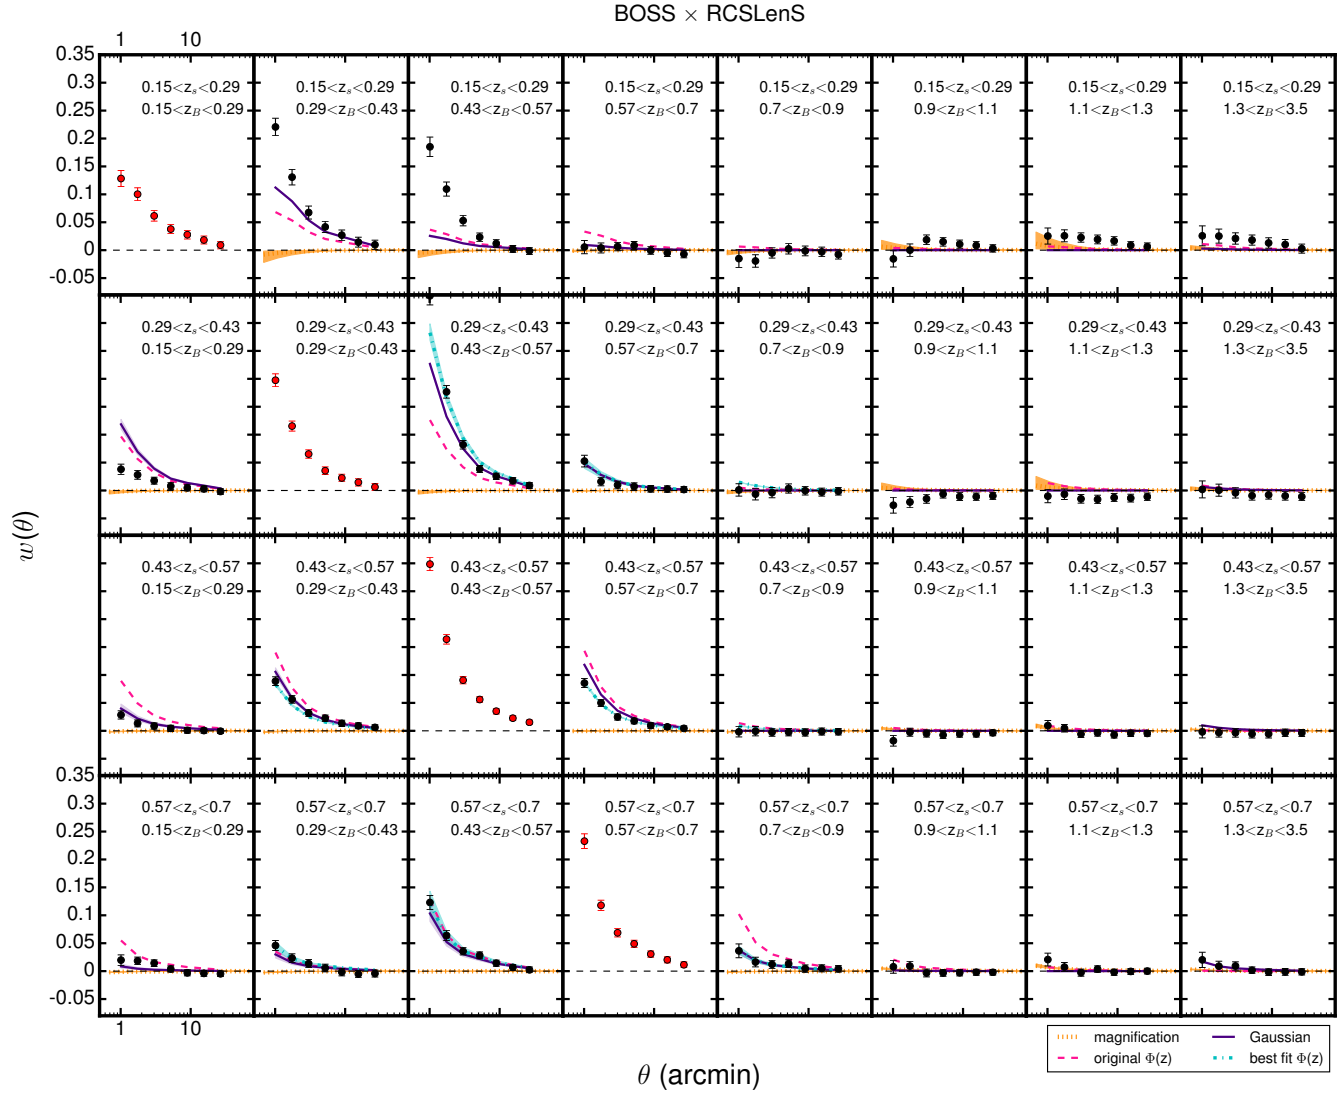 BOSS × RCSLenS
1 10
0.35
0.3
0.25
0.2
0.15
0.1
0.05
0
-0.05
0.15<z_s<0.29
0.15<z_B<0.29
0.15<z_s<0.29
0.29<z_B<0.43
0.15<z_s<0.29
0.43<z_B<0.57
0.15<z_s<0.29
0.57<z_B<0.7
0.15<z_s<0.29
0.7<z_B<0.9
0.15<z_s<0.29
0.9<z_B<1.1
0.15<z_s<0.29
1.1<z_B<1.3
0.15<z_s<0.29
1.3<z_B<3.5
0.29<z_s<0.43
0.15<z_B<0.29
0.29<z_s<0.43
0.29<z_B<0.43
0.29<z_s<0.43
0.43<z_B<0.57
0.29<z_s<0.43
0.57<z_B<0.7
0.29<z_s<0.43
0.7<z_B<0.9
0.29<z_s<0.43
0.9<z_B<1.1
0.29<z_s<0.43
1.1<z_B<1.3
0.29<z_s<0.43
1.3<z_B<3.5
w(θ)
0.43<z_s<0.57
0.15<z_B<0.29
0.43<z_s<0.57
0.29<z_B<0.43
0.43<z_s<0.57
0.43<z_B<0.57
0.43<z_s<0.57
0.57<z_B<0.7
0.43<z_s<0.57
0.7<z_B<0.9
0.43<z_s<0.57
0.9<z_B<1.1
0.43<z_s<0.57
1.1<z_B<1.3
0.43<z_s<0.57
1.3<z_B<3.5
0.35
0.3
0.25
0.2
0.15
0.1
0.05
0
-0.05
0.57<z_s<0.7
0.15<z_B<0.29
0.57<z_s<0.7
0.29<z_B<0.43
0.57<z_s<0.7
0.43<z_B<0.57
0.57<z_s<0.7
0.57<z_B<0.7
0.57<z_s<0.7
0.7<z_B<0.9
0.57<z_s<0.7
0.9<z_B<1.1
0.57<z_s<0.7
1.1<z_B<1.3
0.57<z_s<0.7
1.3<z_B<3.5
1 10
θ (arcmin)
magnification
original Φ(z)
Gaussian
best fit Φ(z)